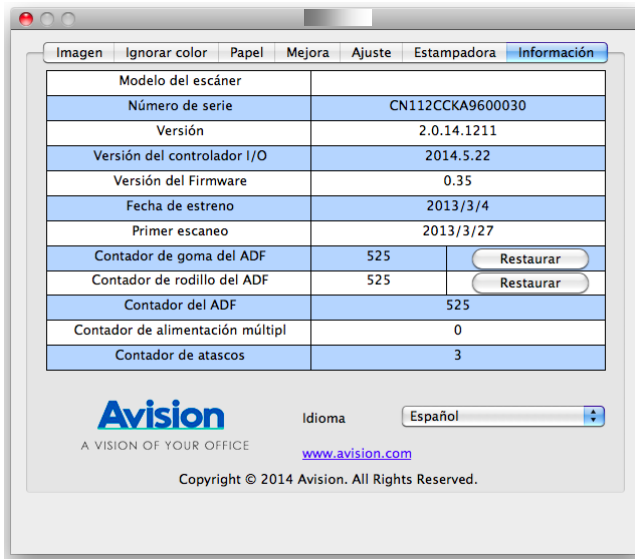 Imagen Ignorar color Papel Mejora Ajuste Estampadora Información
Modelo del escáner
Número de serie CN112CCKA9600030
Versión 2.0.14.1211
Versión del controlador I/O 2014.5.22
Versión del Firmware 0.35
Fecha de estreno 2013/3/4
Primer escaneo 2013/3/27
Contador de goma del ADF 525 Restaurar
Contador de rodillo del ADF 525 Restaurar
Contador del ADF 525
Contador de alimentación múltipl 0
Contador de atascos 3
Avision
A VISION OF YOUR OFFICE
Idioma Español
www.avision.com
Copyright © 2014 Avision. All Rights Reserved.